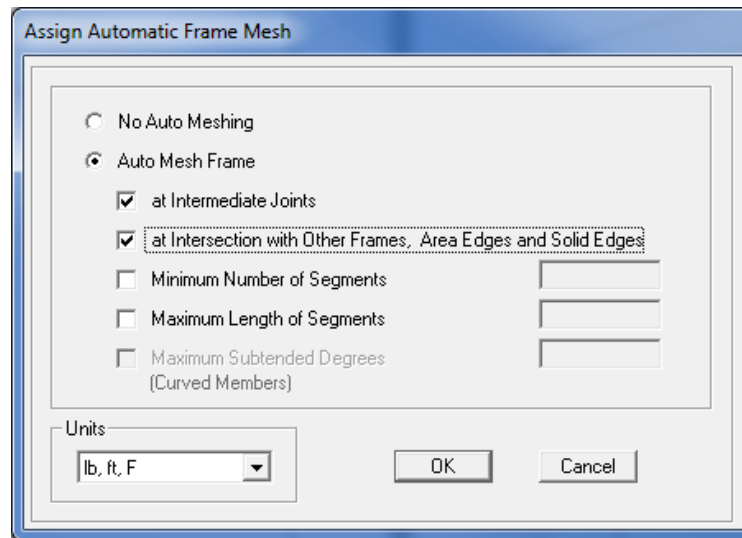 Assign Automatic Frame Mesh
No Auto Meshing
Auto Mesh Frame
at Intermediate Joints
at Intersection with Other Frames, Area Edges and Solid Edges
Minimum Number of Segments
Maximum Length of Segments
Maximum Subtended Degrees
(Curved Members)
Units
lb, ft, F
OK
Cancel